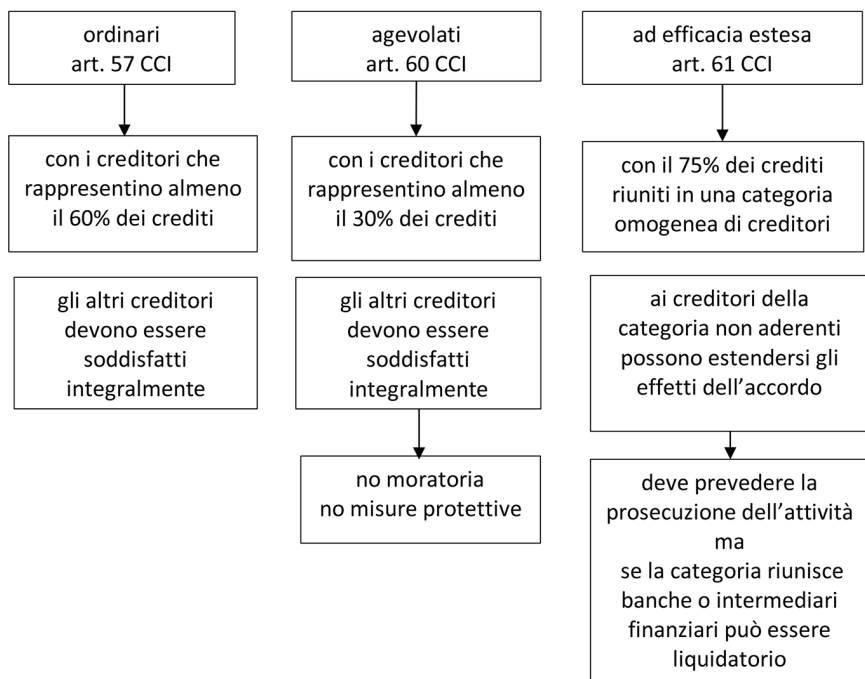 ordinari
art. 57 CCI
con i creditori che
rappresentino almeno
il 60% dei crediti
gli altri creditori
devono essere
soddisfatti
integralmente
agevolati
art. 60 CCI
con i creditori che
rappresentino almeno
il 30% dei crediti
gli altri creditori
devono essere
soddisfatti
integralmente
no moratoria
no misure protettive
ad efficacia estesa
art. 61 CCI
con il 75% dei crediti
riuniti in una categoria
omogenea di creditori
ai creditori della
categoria non aderenti
possono estendersi gli
effetti dell’accordo
deve prevedere la
prosecuzione dell’attività
ma
se la categoria riunisce
banche o intermediari
finanziari può essere
liquidatorio